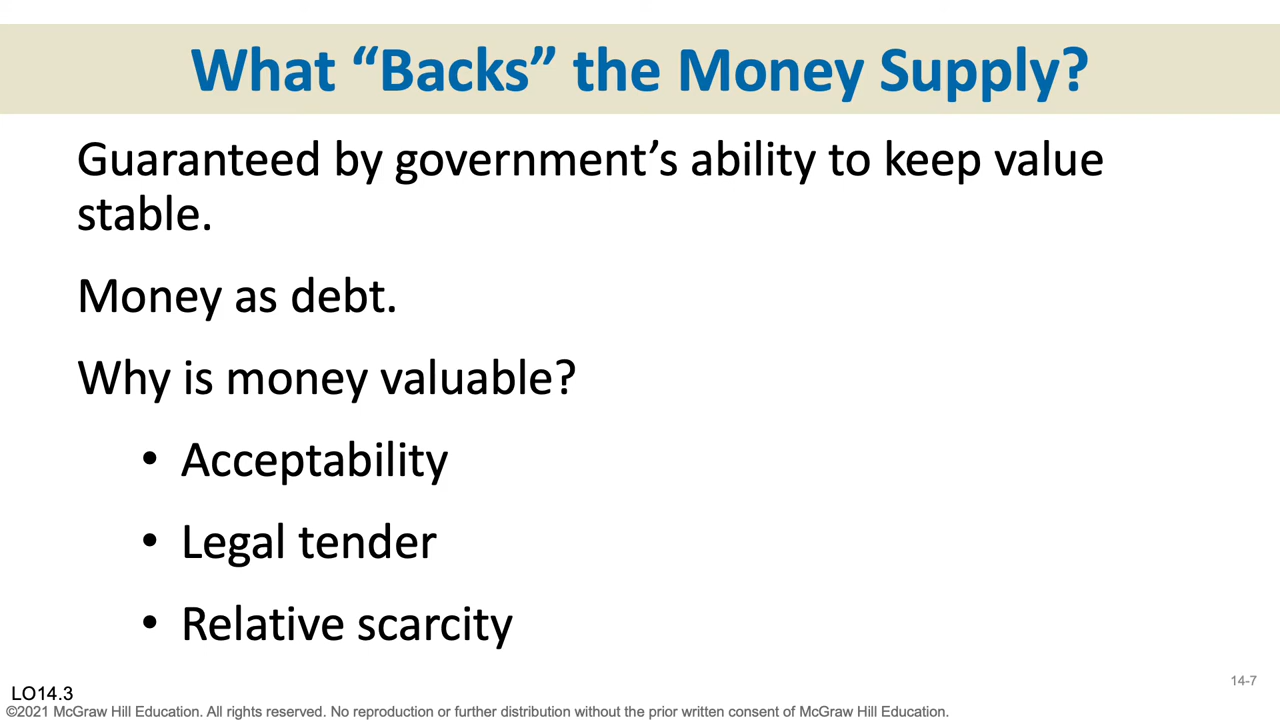 What “Backs” the Money Supply?
Guaranteed by government’s ability to keep value
stable.
Money as debt.
Why is money valuable?
• Acceptability
• Legal tender
• Relative scarcity
LO14.3
14-7
©2021 McGraw Hill Education. All rights reserved. No reproduction or further distribution without the prior written consent of McGraw Hill Education.